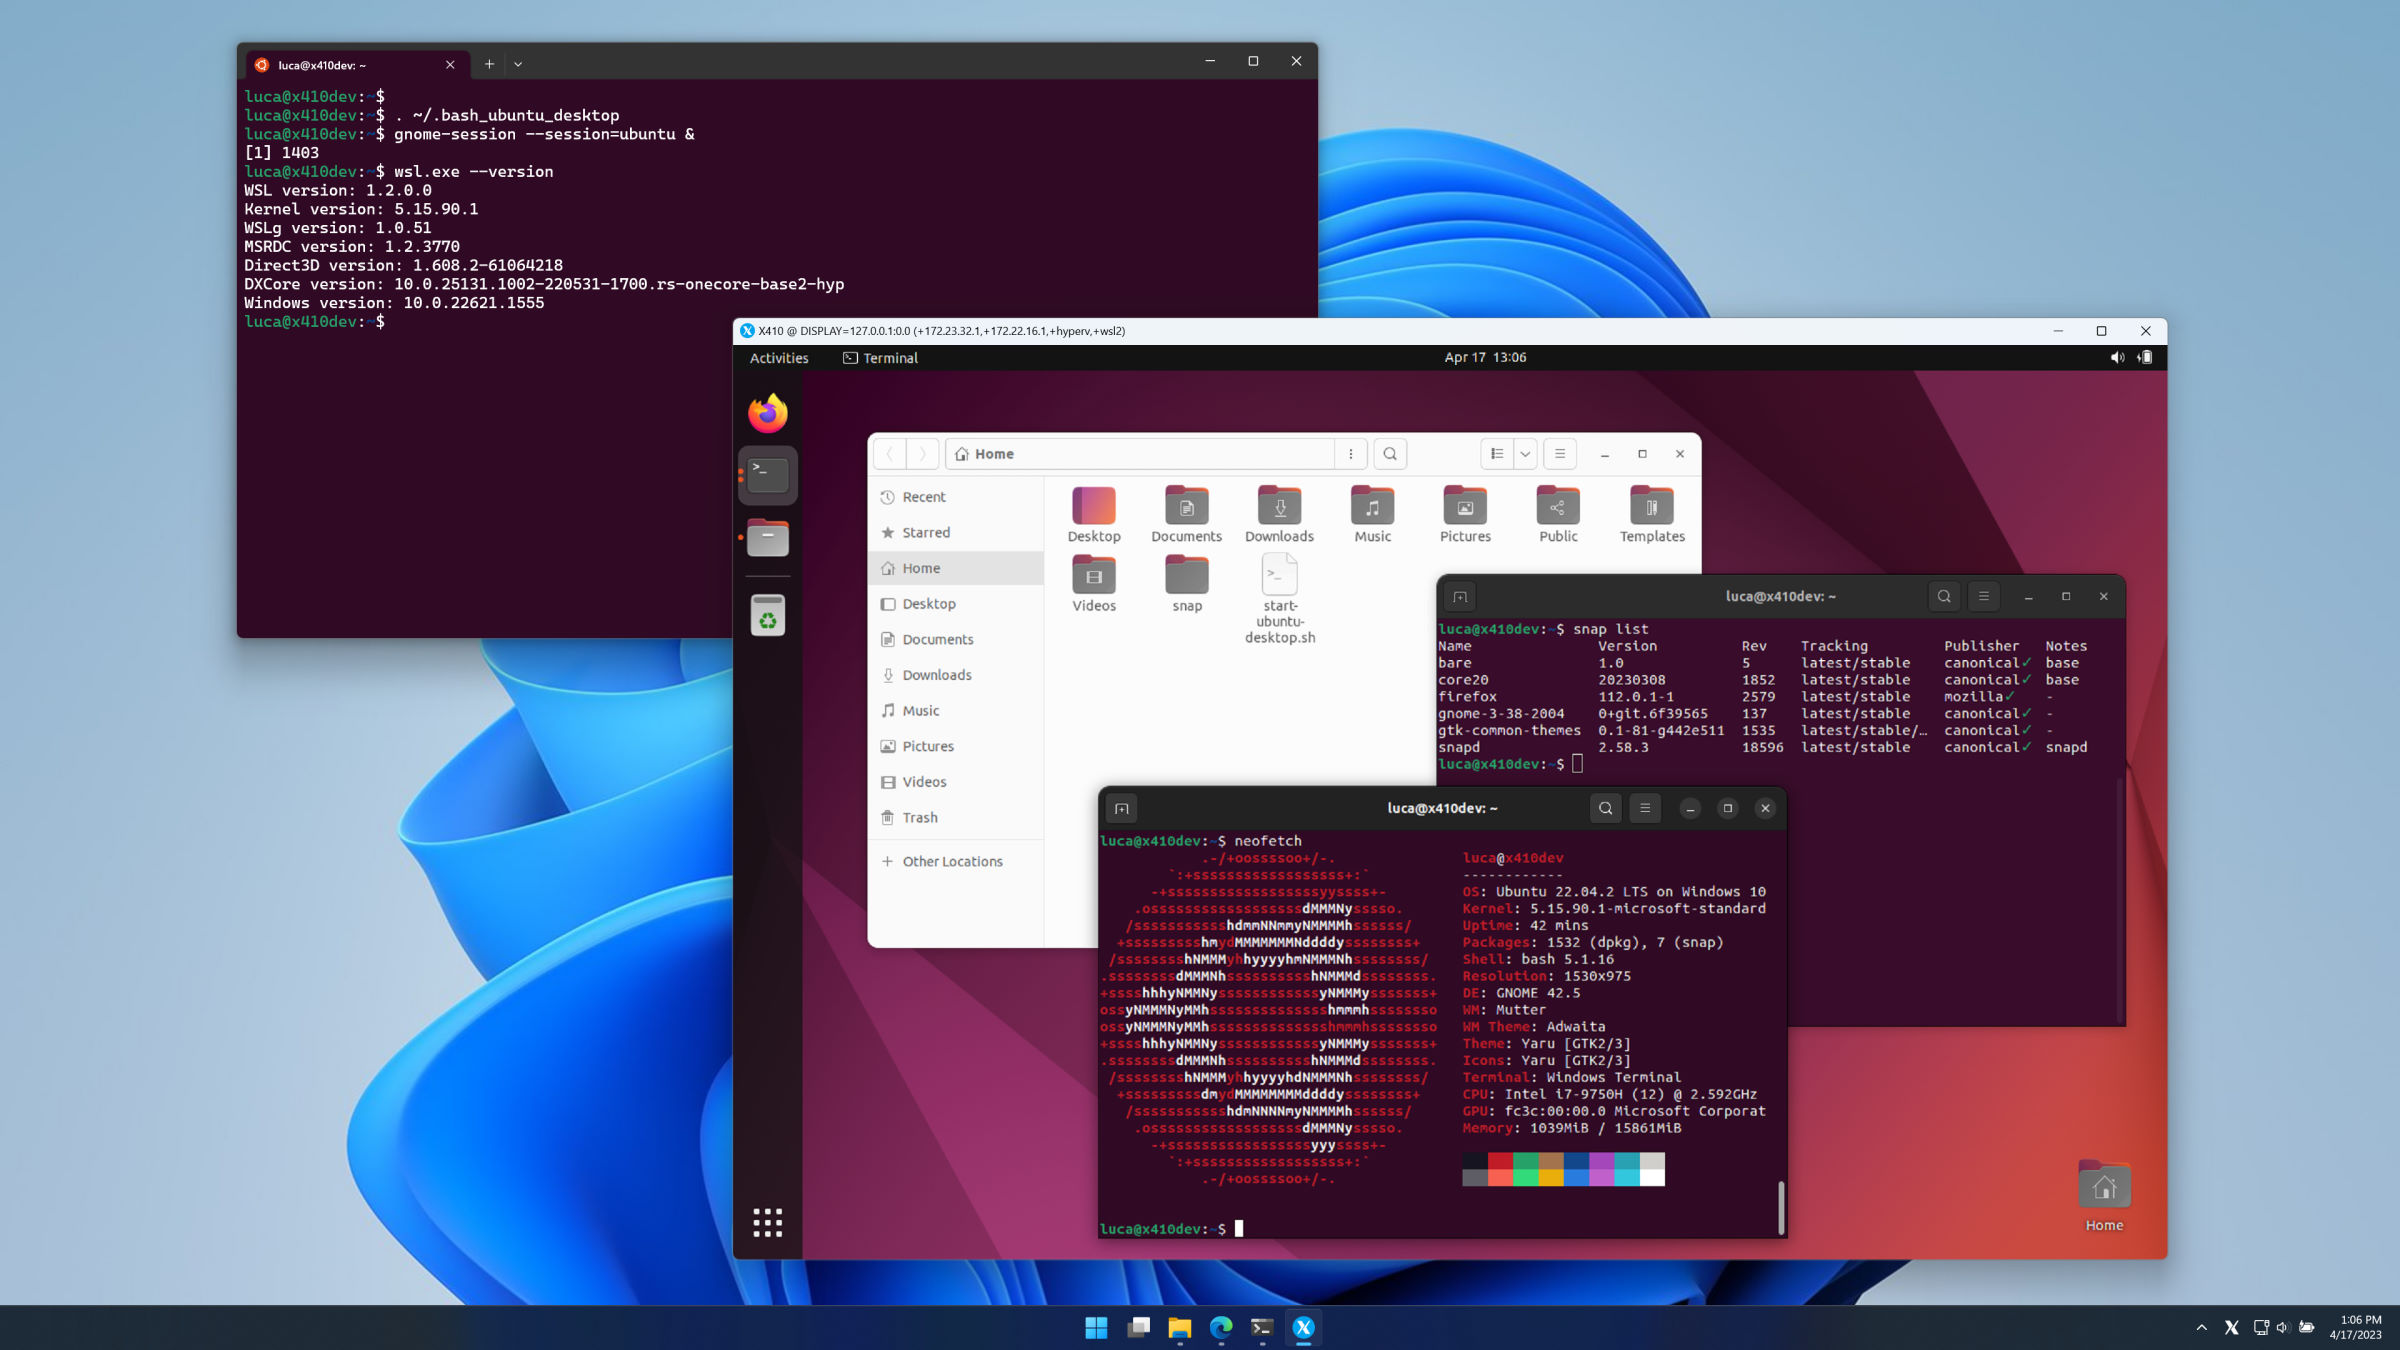 luca@x410dev: ~
luca@x410dev:~$
luca@x410dev:~$ . ~/.bash_ubuntu_desktop
luca@x410dev:~$ gnome-session --session=ubuntu &
[1] 1403
luca@x410dev:~$ wsl.exe --version
WSL version: 1.2.0.0
Kernel version: 5.15.90.1
WSLg version: 1.0.51
MSRDC version: 1.2.3770
Direct3D version: 1.608.2-61064218
DXCore version: 10.0.25131.1002-220531-1700.rs-onecore-base2-hyp
Windows version: 10.0.22621.1555
luca@x410dev:~$
X410 @ DISPLAY=127.0.0.1:0.0 (+172.23.32.1,+172.22.16.1,+hyperv,+wsl2)
Activities Terminal Apr 17 13:06
Home
Recent
Starred
Home
Desktop
Documents
Downloads
Music
Pictures
Videos
Trash
Other Locations
Desktop Documents Downloads Music Pictures Public Templates
Videos snap start-
ubuntu-
desktop.sh
luca@x410dev: ~
luca@x410dev:~$ snap list
Name Version Rev Tracking Publisher Notes
bare 1.0 5 latest/stable canonical✓ base
core20 20230308 1852 latest/stable canonical✓ base
firefox 112.0.1-1 2579 latest/stable mozilla✓ -
gnome-3-38-2004 0+git.6f39565 137 latest/stable canonical✓ -
gtk-common-themes 0.1-81-g442e511 1535 latest/stable/… canonical✓ -
snapd 2.58.3 18596 latest/stable canonical✓ snapd
luca@x410dev:~$
luca@x410dev: ~
luca@x410dev:~$ neofetch
luca@x410dev
------------
OS: Ubuntu 22.04.2 LTS on Windows 10
Kernel: 5.15.90.1-microsoft-standard
Uptime: 42 mins
Packages: 1532 (dpkg), 7 (snap)
Shell: bash 5.1.16
Resolution: 1530x975
DE: GNOME 42.5
WM: Mutter
WM Theme: Adwaita
Theme: Yaru [GTK2/3]
Icons: Yaru [GTK2/3]
Terminal: Windows Terminal
CPU: Intel i7-9750H (12) @ 2.592GHz
GPU: fc3c:00:00.0 Microsoft Corporat
Memory: 1039MiB / 15861MiB
luca@x410dev:~$
Home
1:06 PM
4/17/2023